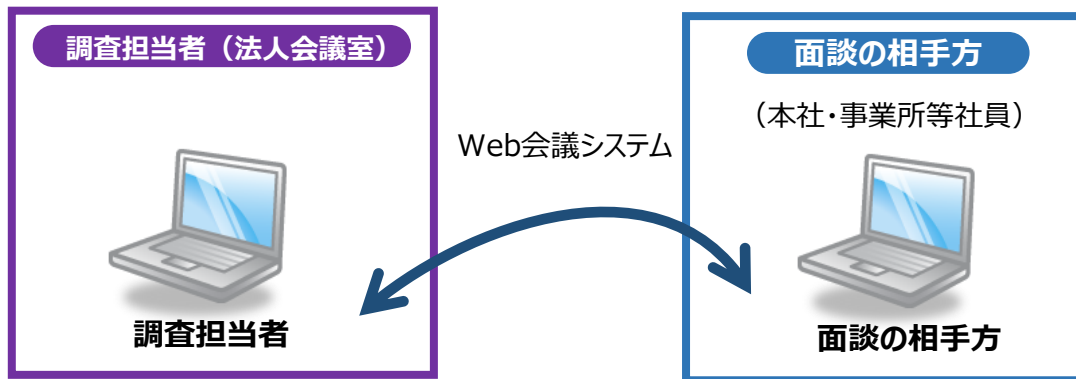 調査担当者（法人会議室）
面談の相手方
（本社・事業所等社員）
Web会議システム
調査担当者
面談の相手方